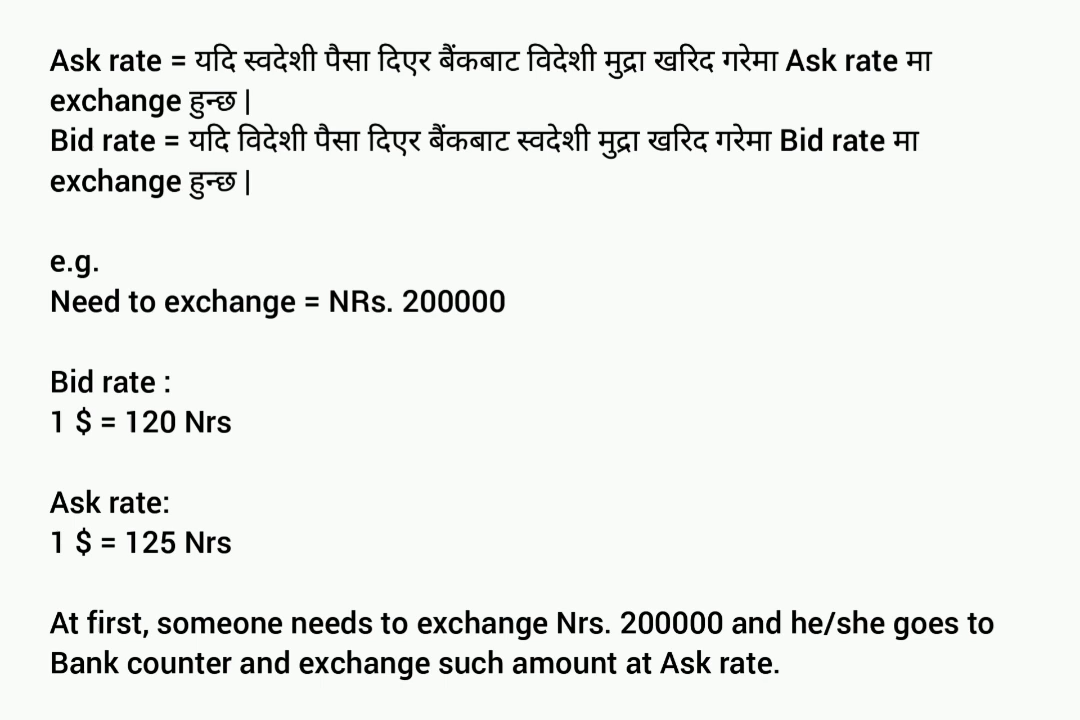 Ask rate = यदि स्वदेशी पैसा दिएर बैंकबाट विदेशी मुद्रा खरिद गरेमा Ask rate मा
exchange हुन्छ |
Bid rate = यदि विदेशी पैसा दिएर बैंकबाट स्वदेशी मुद्रा खरिद गरेमा Bid rate मा
exchange हुन्छ |
e.g.
Need to exchange = NRs. 200000
Bid rate :
1 $ = 120 Nrs
Ask rate:
1 $ = 125 Nrs
At first, someone needs to exchange Nrs. 200000 and he/she goes to
Bank counter and exchange such amount at Ask rate.